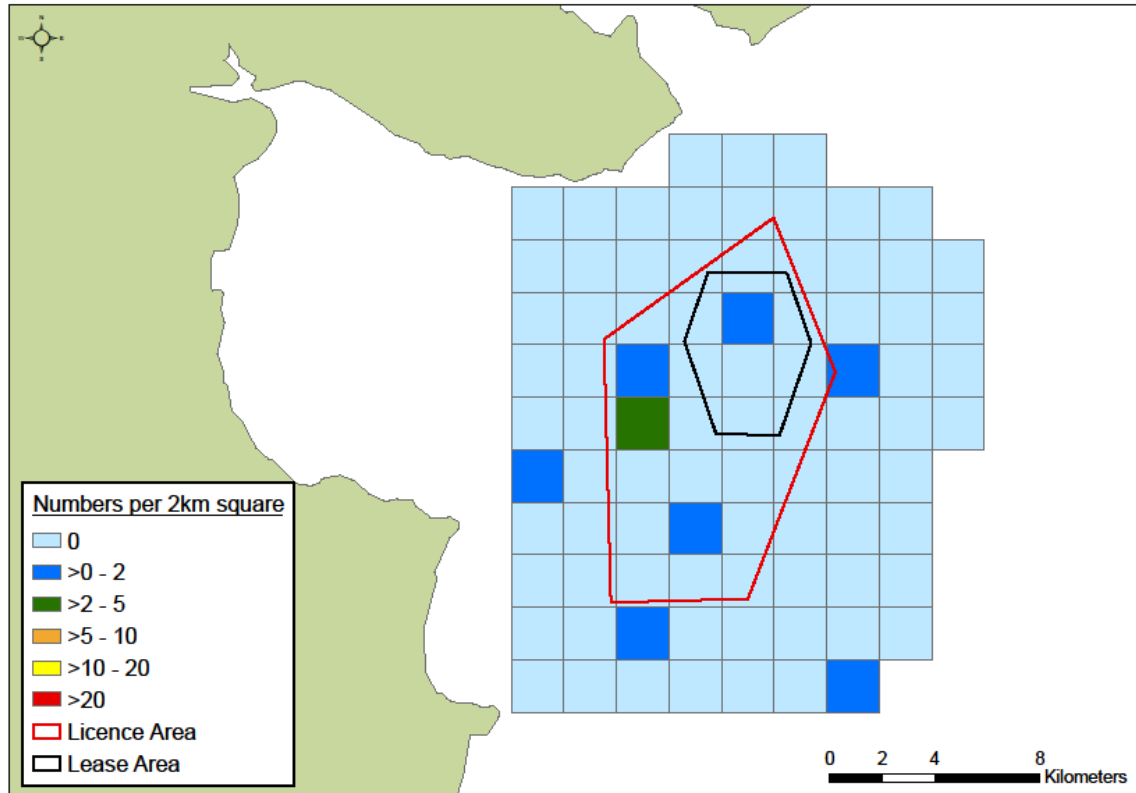 N
Numbers per 2km square
0
>0 - 2
>2 - 5
>5 - 10
>10 - 20
>20
Licence Area
Lease Area
0 2 4 8
Kilometers